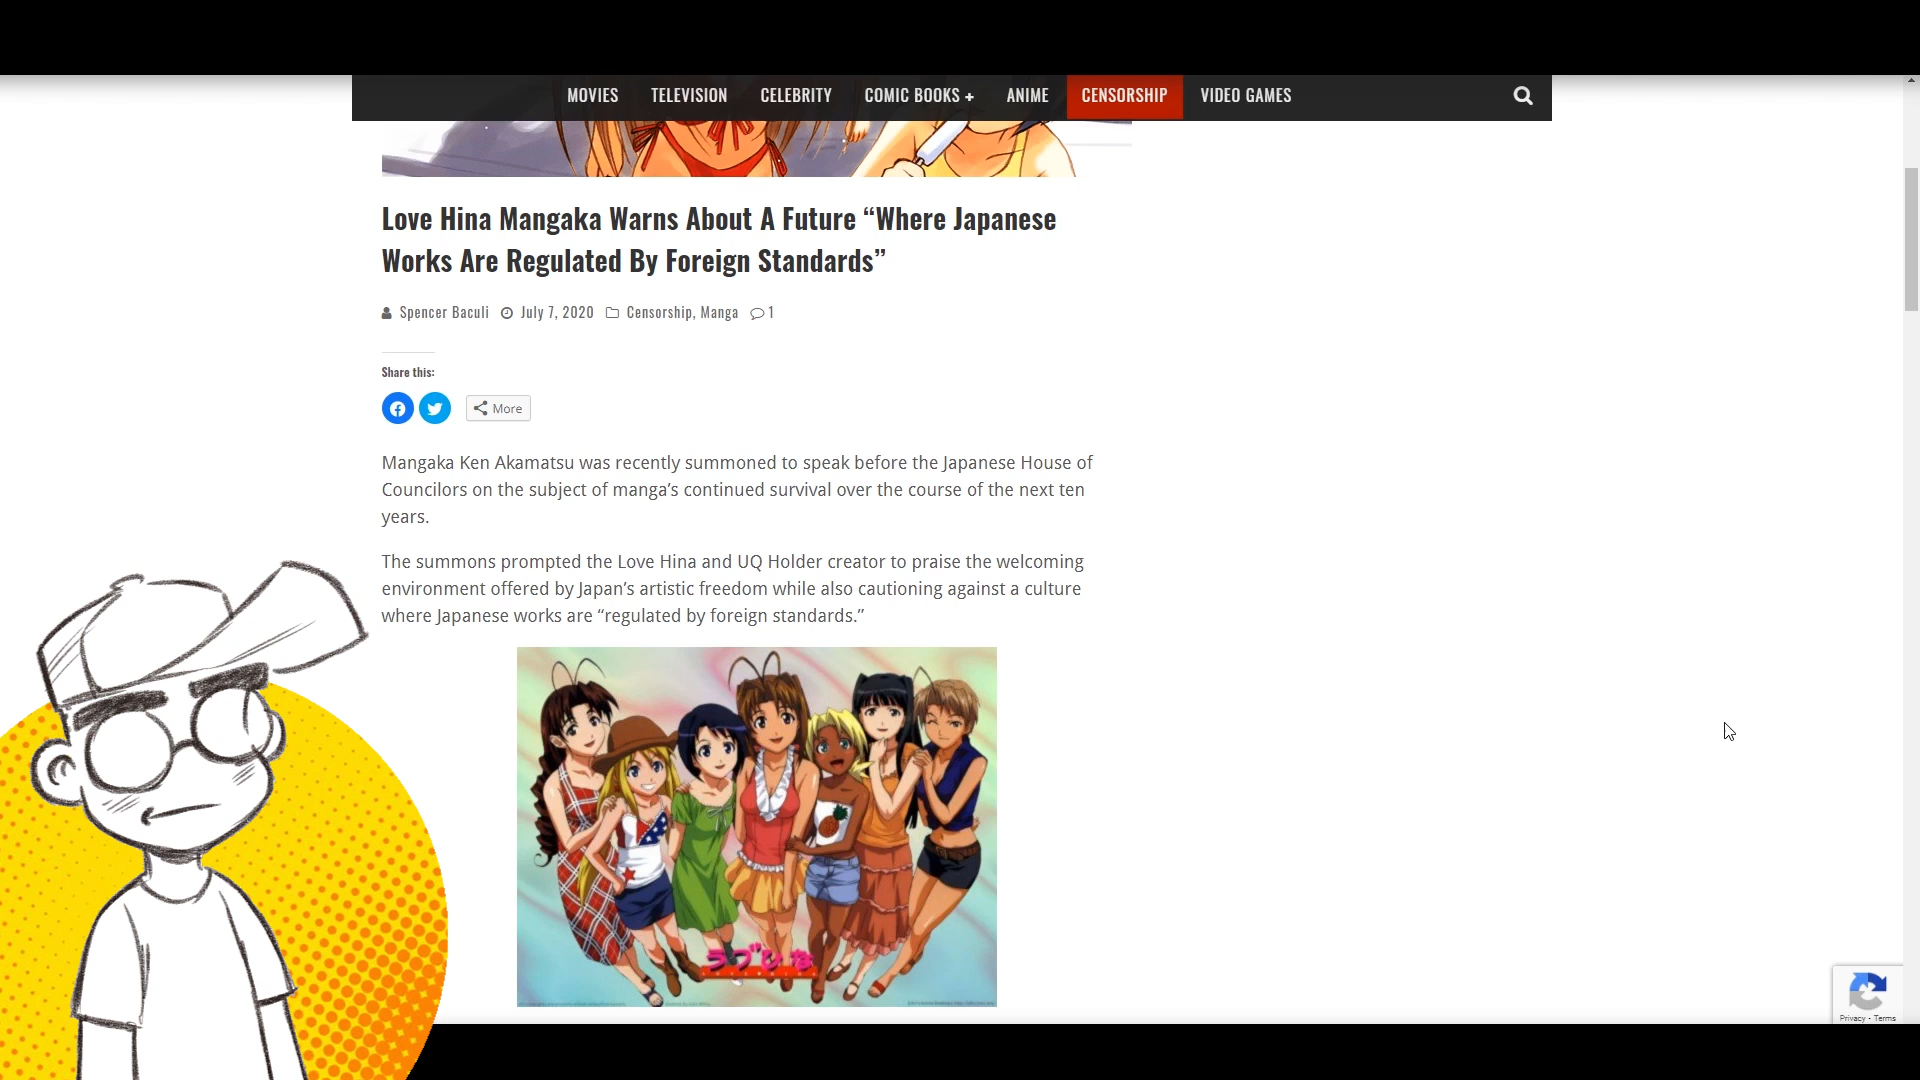 MOVIES TELEVISION CELEBRITY COMIC BOOKS + ANIME CENSORSHIP VIDEO GAMES
Love Hina Mangaka Warns About A Future “Where Japanese
Works Are Regulated By Foreign Standards”
Spencer Baculi July 7, 2020 Censorship, Manga 1
Share this:
More
Mangaka Ken Akamatsu was recently summoned to speak before the Japanese House of
Councilors on the subject of manga’s continued survival over the course of the next ten
years.
The summons prompted the Love Hina and UQ Holder creator to praise the welcoming
environment offered by Japan’s artistic freedom while also cautioning against a culture
where Japanese works are “regulated by foreign standards.”
ラブひな
Privacy - Terms